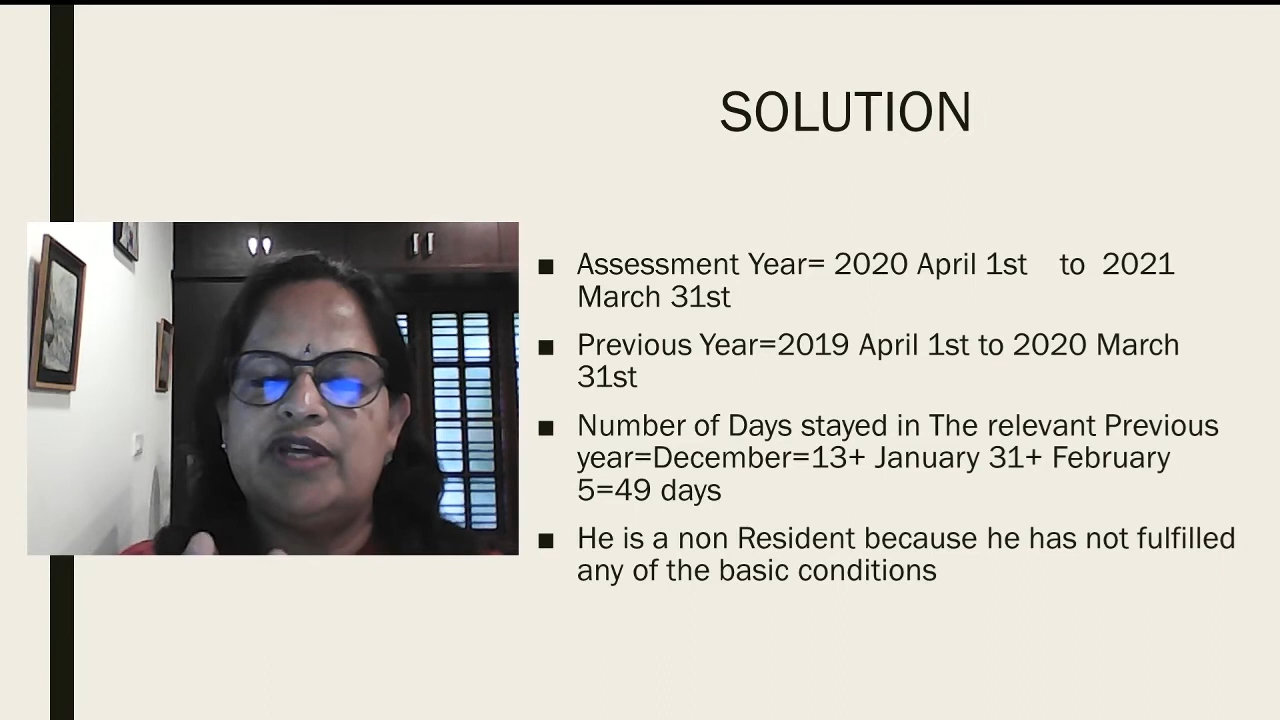 SOLUTION
Assessment Year= 2020 April 1st to 2021
March 31st
Previous Year=2019 April 1st to 2020 March
31st
Number of Days stayed in The relevant Previous
year=December=13+ January 31+ February
5=49 days
He is a non Resident because he has not fulfilled
any of the basic conditions